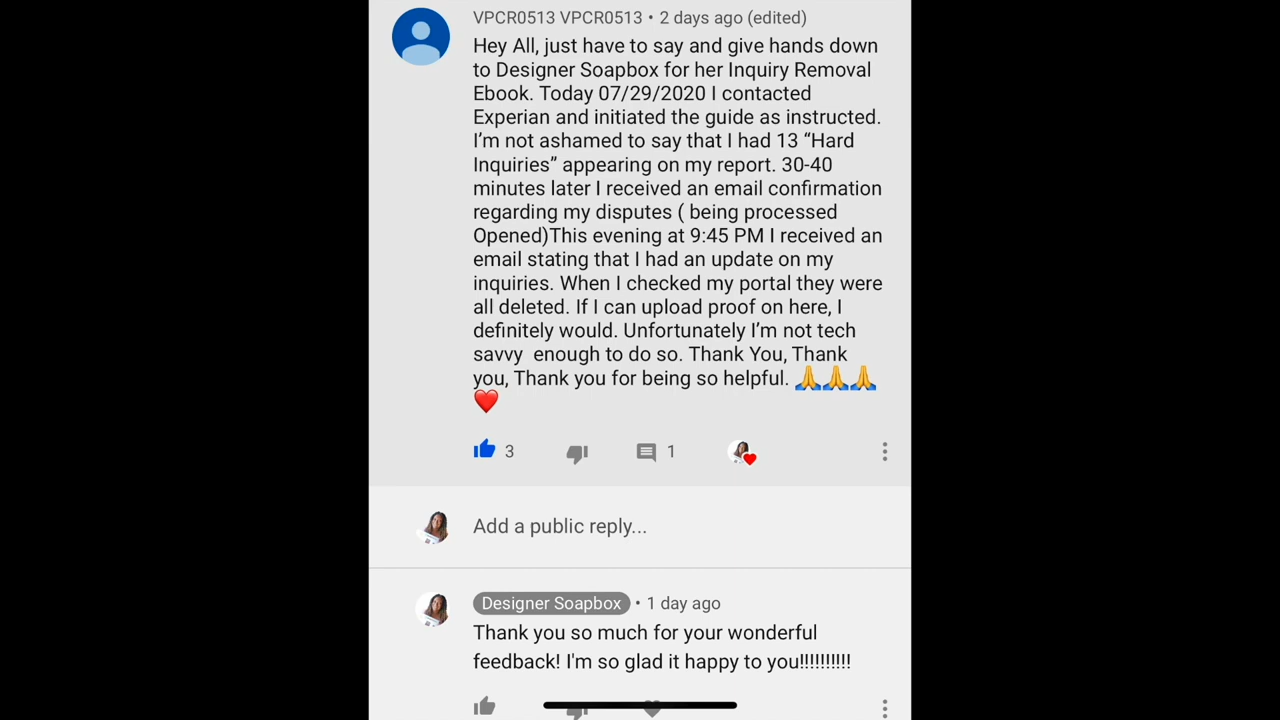 VPCR0513 VPCR0513 • 2 days ago (edited)
Hey All, just have to say and give hands down
to Designer Soapbox for her Inquiry Removal
Ebook. Today 07/29/2020 I contacted
Experian and initiated the guide as instructed.
I’m not ashamed to say that I had 13 “Hard
Inquiries” appearing on my report. 30-40
minutes later I received an email confirmation
regarding my disputes ( being processed
Opened)This evening at 9:45 PM I received an
email stating that I had an update on my
inquiries. When I checked my portal they were
all deleted. If I can upload proof on here, I
definitely would. Unfortunately I’m not tech
savvy  enough to do so. Thank You, Thank
you, Thank you for being so helpful. 🙏🙏🙏
❤️
3 1
Add a public reply...
Designer Soapbox • 1 day ago
Thank you so much for your wonderful
feedback! I'm so glad it happy to you!!!!!!!!!!